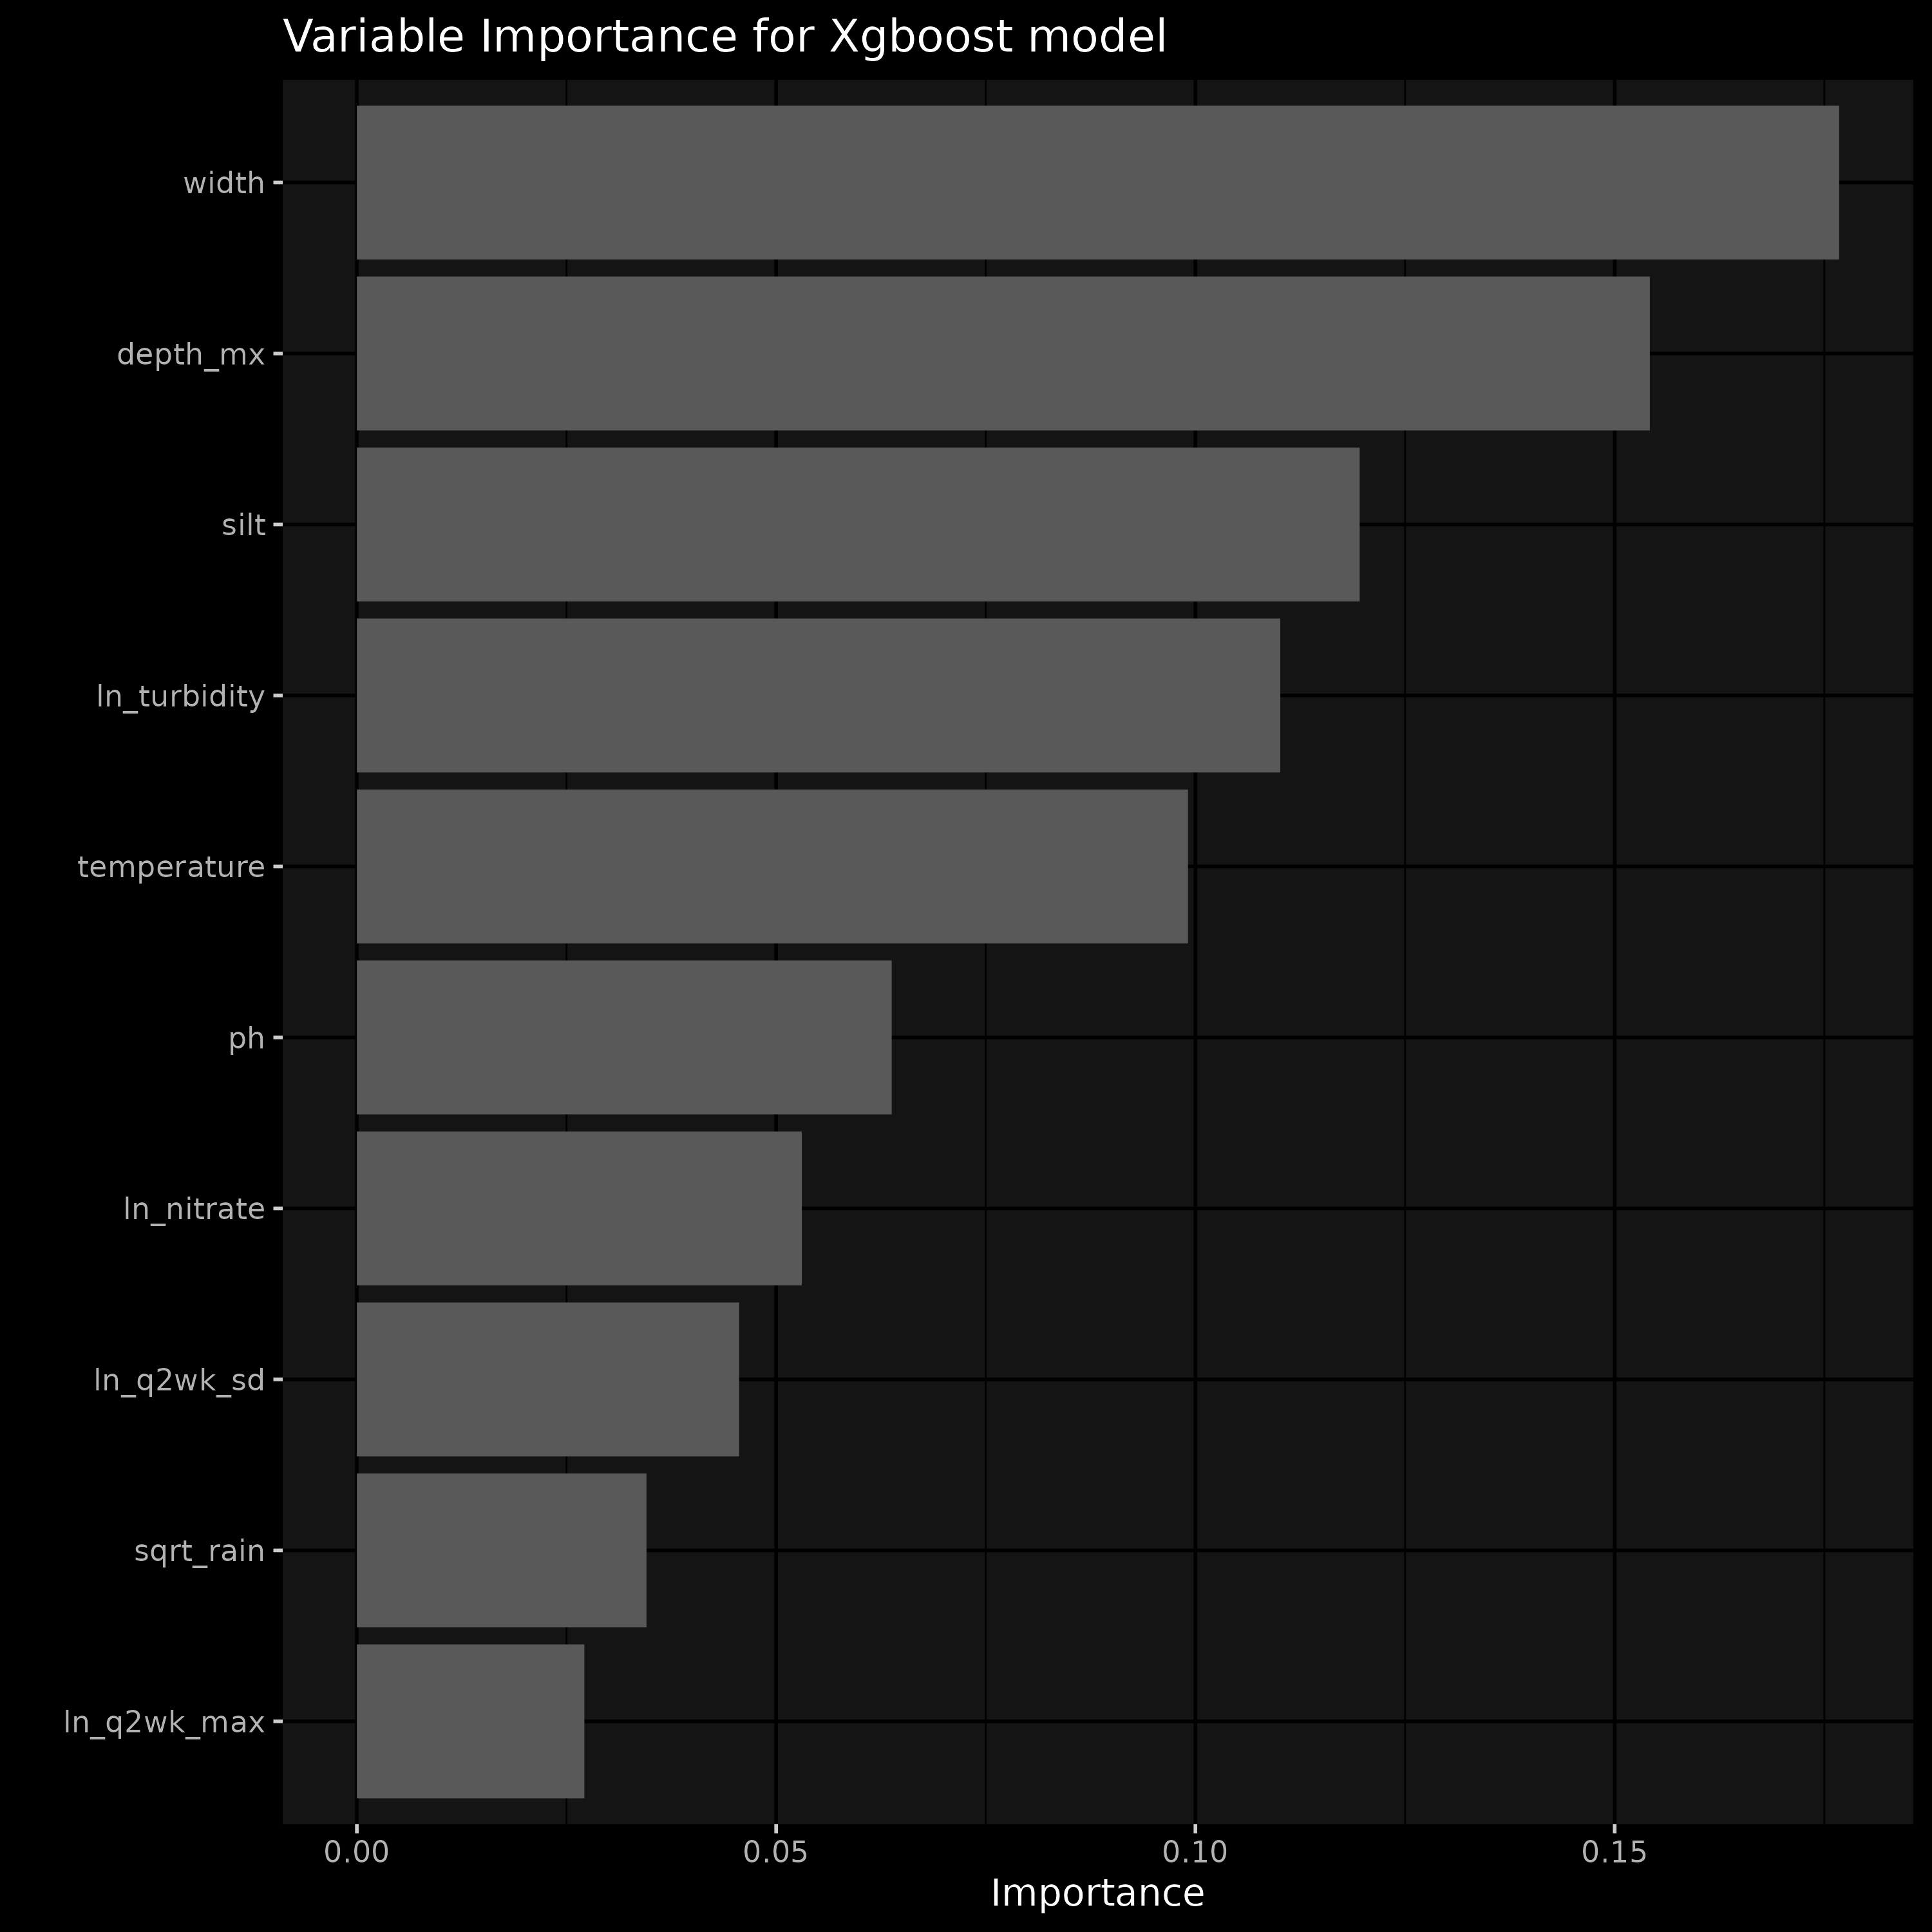 Variable Importance for Xgboost model
width
depth_mx
silt
ln_turbidity
temperature
ph
ln_nitrate
ln_q2wk_sd
sqrt_rain
ln_q2wk_max
0.00 0.05 0.10 0.15
Importance